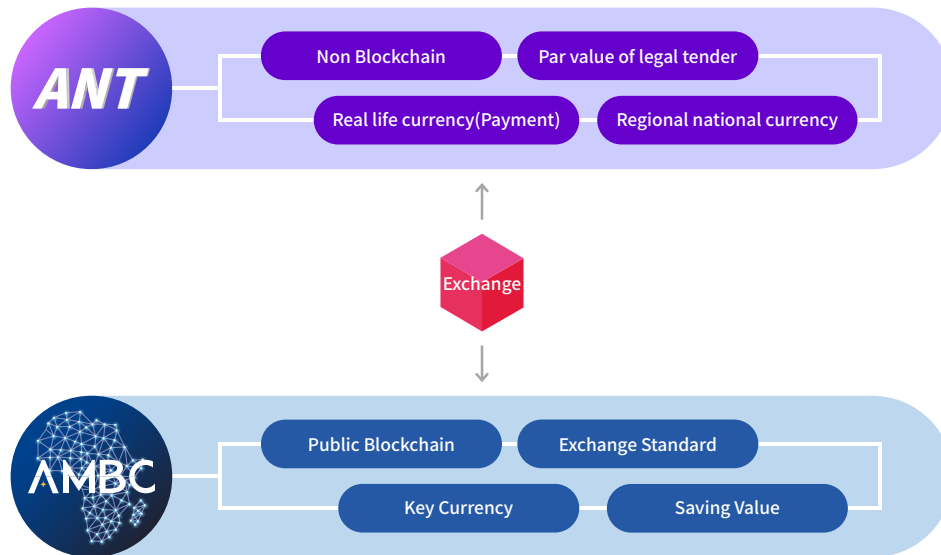 ANT
Non Blockchain
Par value of legal tender
Real life currency(Payment)
Regional national currency
Exchange
AMBC
Public Blockchain
Exchange Standard
Key Currency
Saving Value